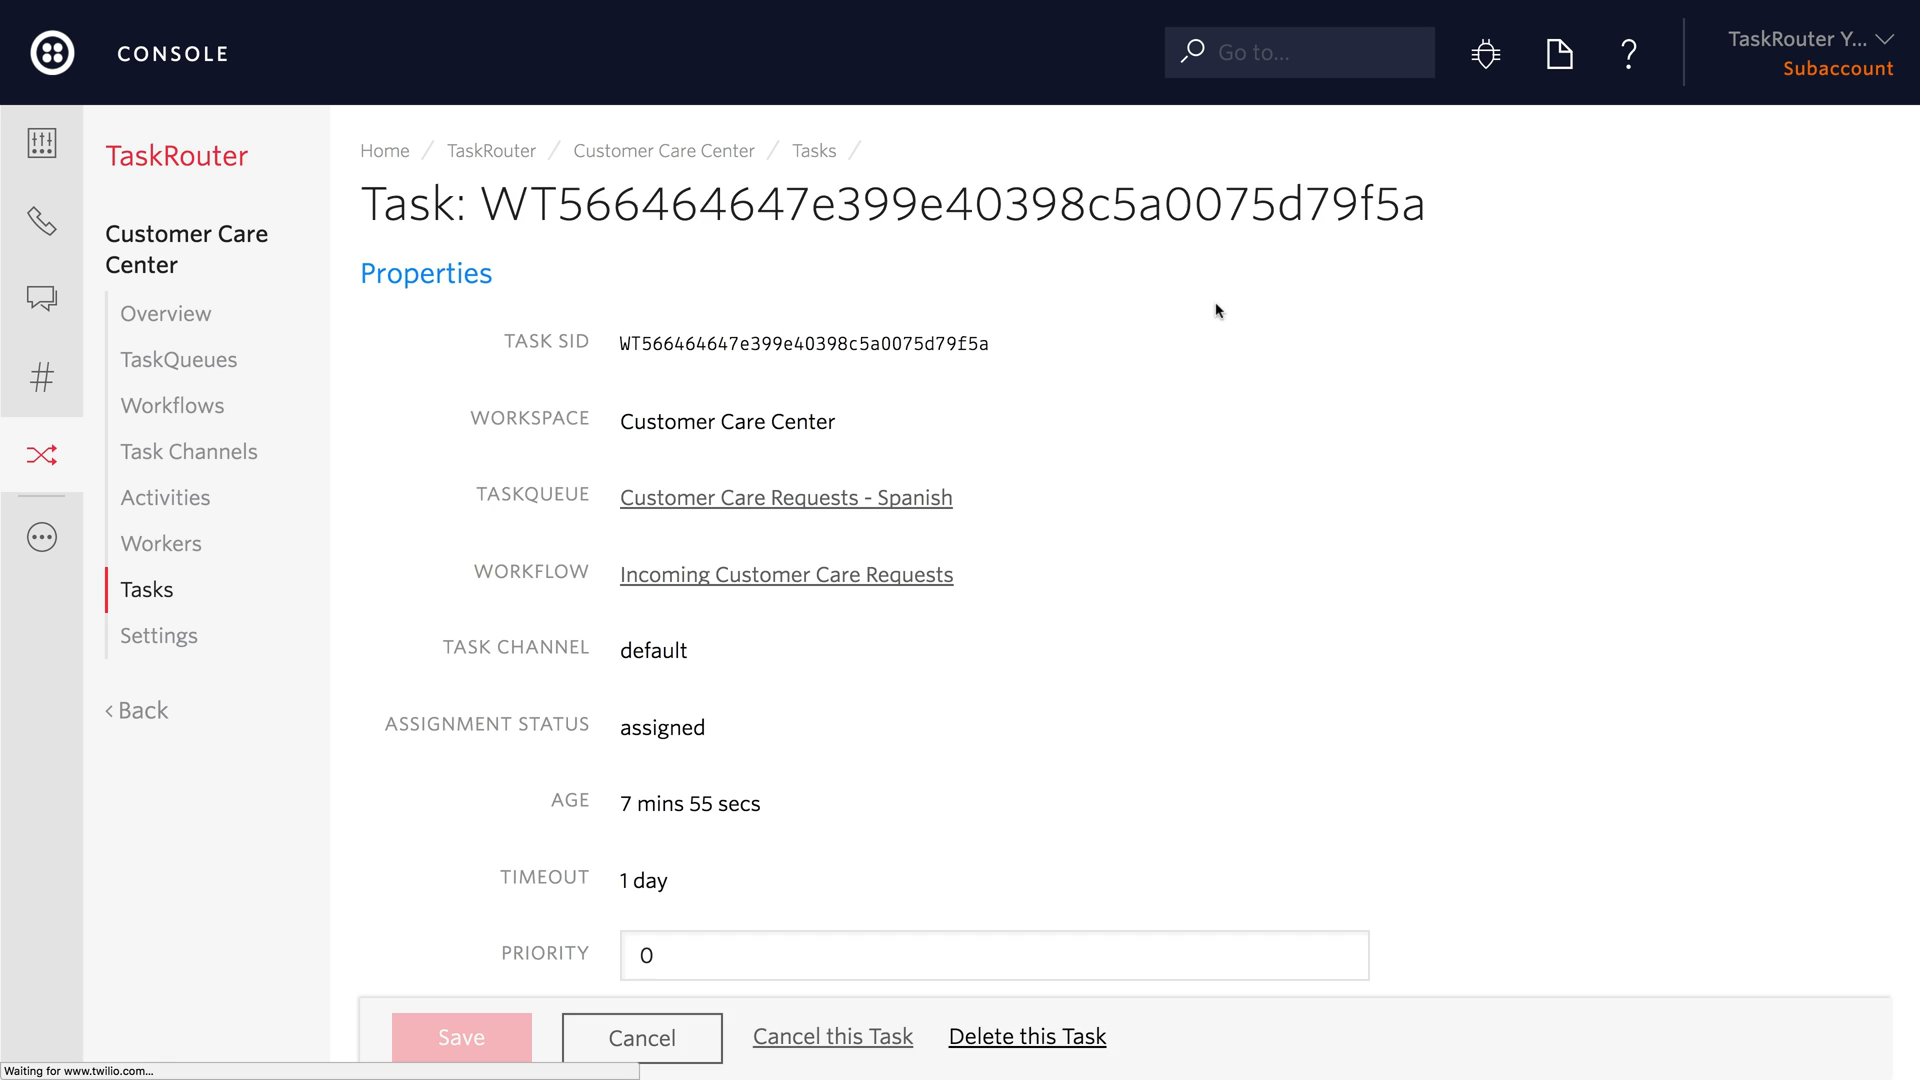 CONSOLE
Go to...
TaskRouter Y...
Subaccount
TaskRouter
Customer Care
Center
Overview
TaskQueues
Workflows
Task Channels
Activities
Workers
Tasks
Settings
Back
Home / TaskRouter / Customer Care Center / Tasks /
Task: WT566464647e399e40398c5a0075d79f5a
Properties
TASK SID WT566464647e399e40398c5a0075d79f5a
WORKSPACE Customer Care Center
TASKQUEUE Customer Care Requests - Spanish
WORKFLOW Incoming Customer Care Requests
TASK CHANNEL default
ASSIGNMENT STATUS assigned
AGE 7 mins 55 secs
TIMEOUT 1 day
PRIORITY 0
Save Cancel Cancel this Task Delete this Task
Waiting for www.twilio.com...